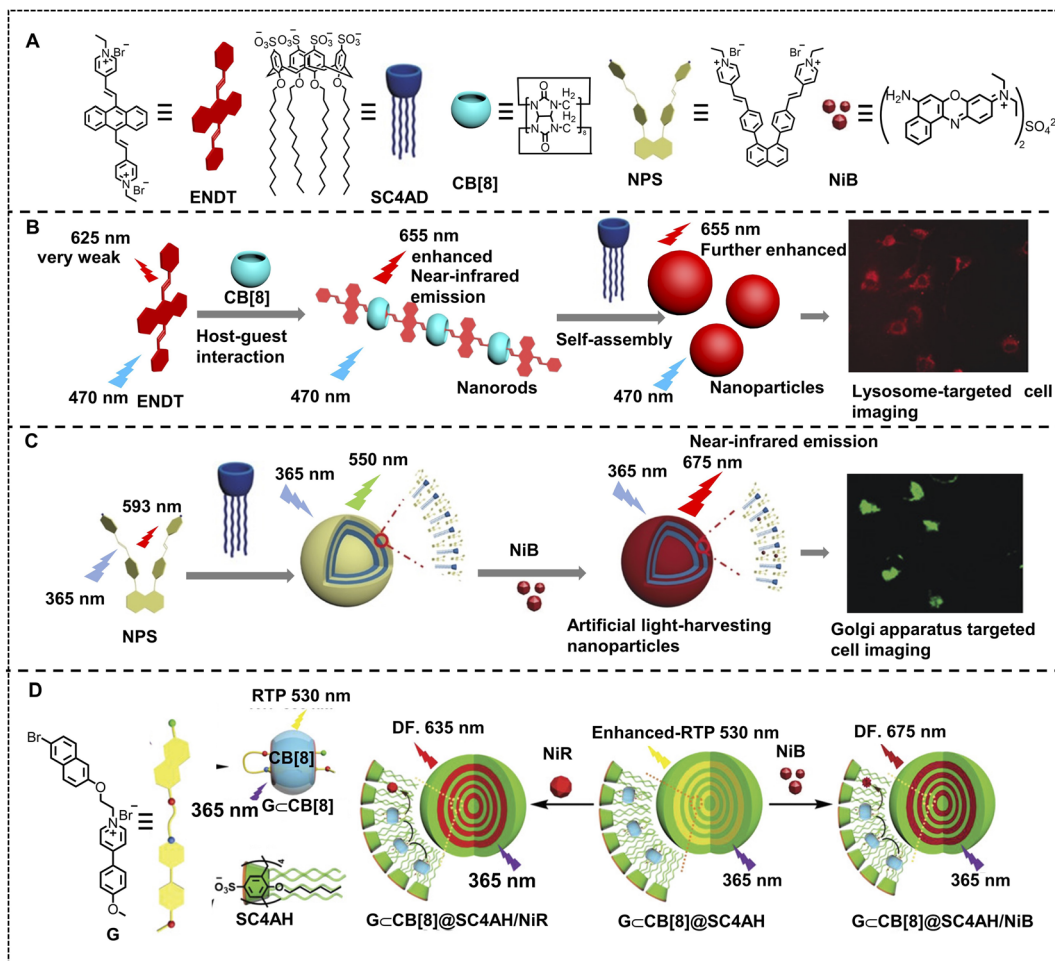 A
Br⁻
N⁺
N⁺
Br⁻
≡
ENDT
⁻O₃S SO₃⁻ SO₃⁻ SO₃⁻
O O O O
≡
SC4AD
CB[8]
≡
O
N N C H₂
H₂
N N C
O
8
NPS
≡
Br⁻ Br⁻
N⁺ N⁺
NiB
H₂N O N⁺
N
2
SO₄²
B
625 nm
very weak
470 nm
ENDT
CB[8]
Host-guest
interaction
655 nm
enhanced
Near-infrared
emission
470 nm
Nanorods
Self-assembly
655 nm
Further enhanced
470 nm
Nanoparticles
Lysosome-targeted cell
imaging
C
593 nm
365 nm
NPS
365 nm
550 nm
NiB
Near-infrared emission
365 nm
675 nm
Artificial light-harvesting
nanoparticles
Golgi apparatus targeted
cell imaging
D
Br
O
Br⁻
N⁺
O
G
≡
RTP 530 nm
CB[8]
365 nm
G⊂CB[8]
⁻O₃S
O
4
SC4AH
DF. 635 nm
365 nm
G⊂CB[8]@SC4AH/NiR
NiR
Enhanced-RTP 530 nm
365 nm
G⊂CB[8]@SC4AH
NiB
DF. 675 nm
365 nm
G⊂CB[8]@SC4AH/NiB